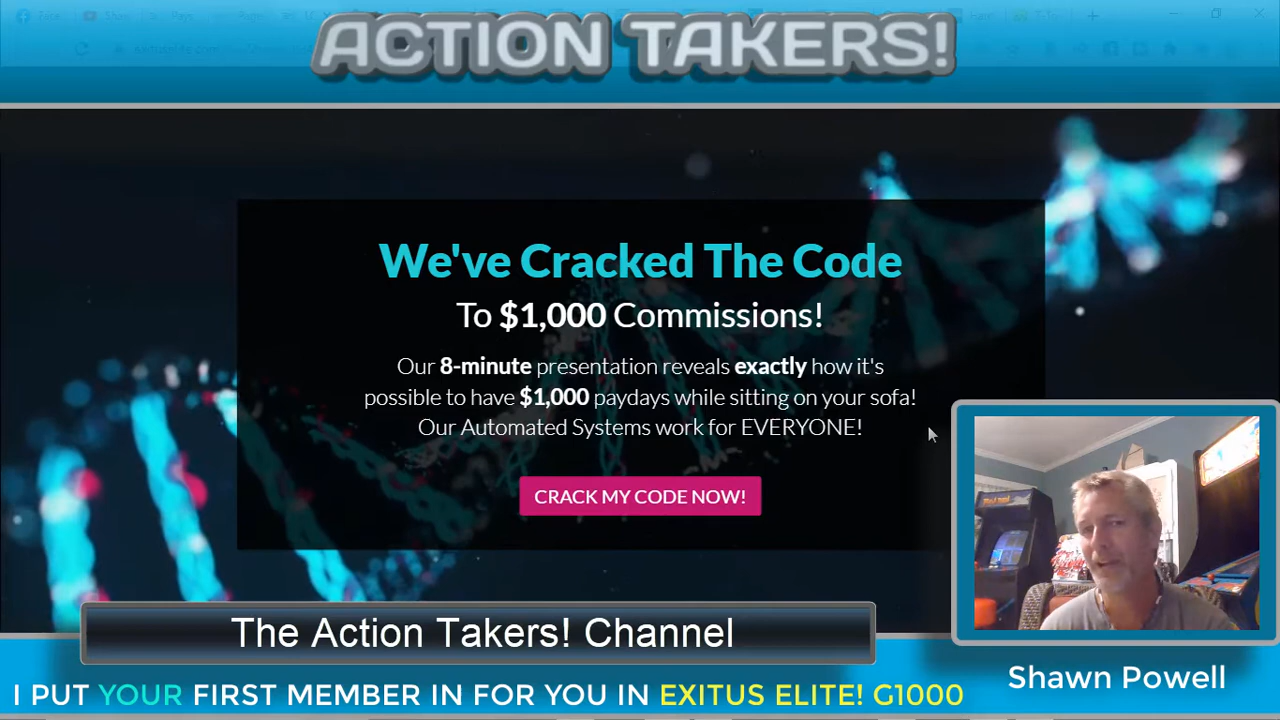 ACTION TAKERS!
We've Cracked The Code
To $1,000 Commissions!
Our 8-minute presentation reveals exactly how it's
possible to have $1,000 paydays while sitting on your sofa!
Our Automated Systems work for EVERYONE!
CRACK MY CODE NOW!
The Action Takers! Channel
Shawn Powell
I PUT YOUR FIRST MEMBER IN FOR YOU IN EXITUS ELITE! G1000